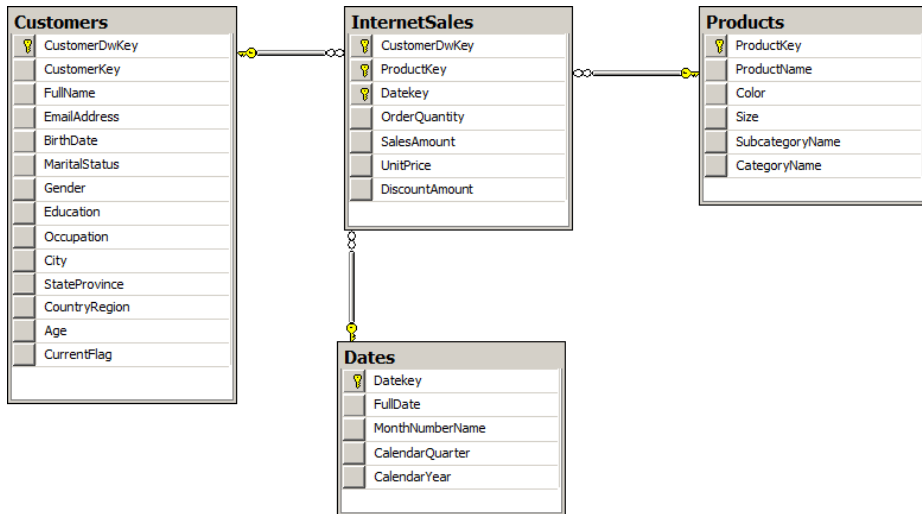 Customers
CustomerDwKey
CustomerKey
FullName
EmailAddress
BirthDate
MaritalStatus
Gender
Education
Occupation
City
StateProvince
CountryRegion
Age
CurrentFlag
InternetSales
CustomerDwKey
ProductKey
Datekey
OrderQuantity
SalesAmount
UnitPrice
DiscountAmount
Products
ProductKey
ProductName
Color
Size
SubcategoryName
CategoryName
Dates
Datekey
FullDate
MonthNumberName
CalendarQuarter
CalendarYear